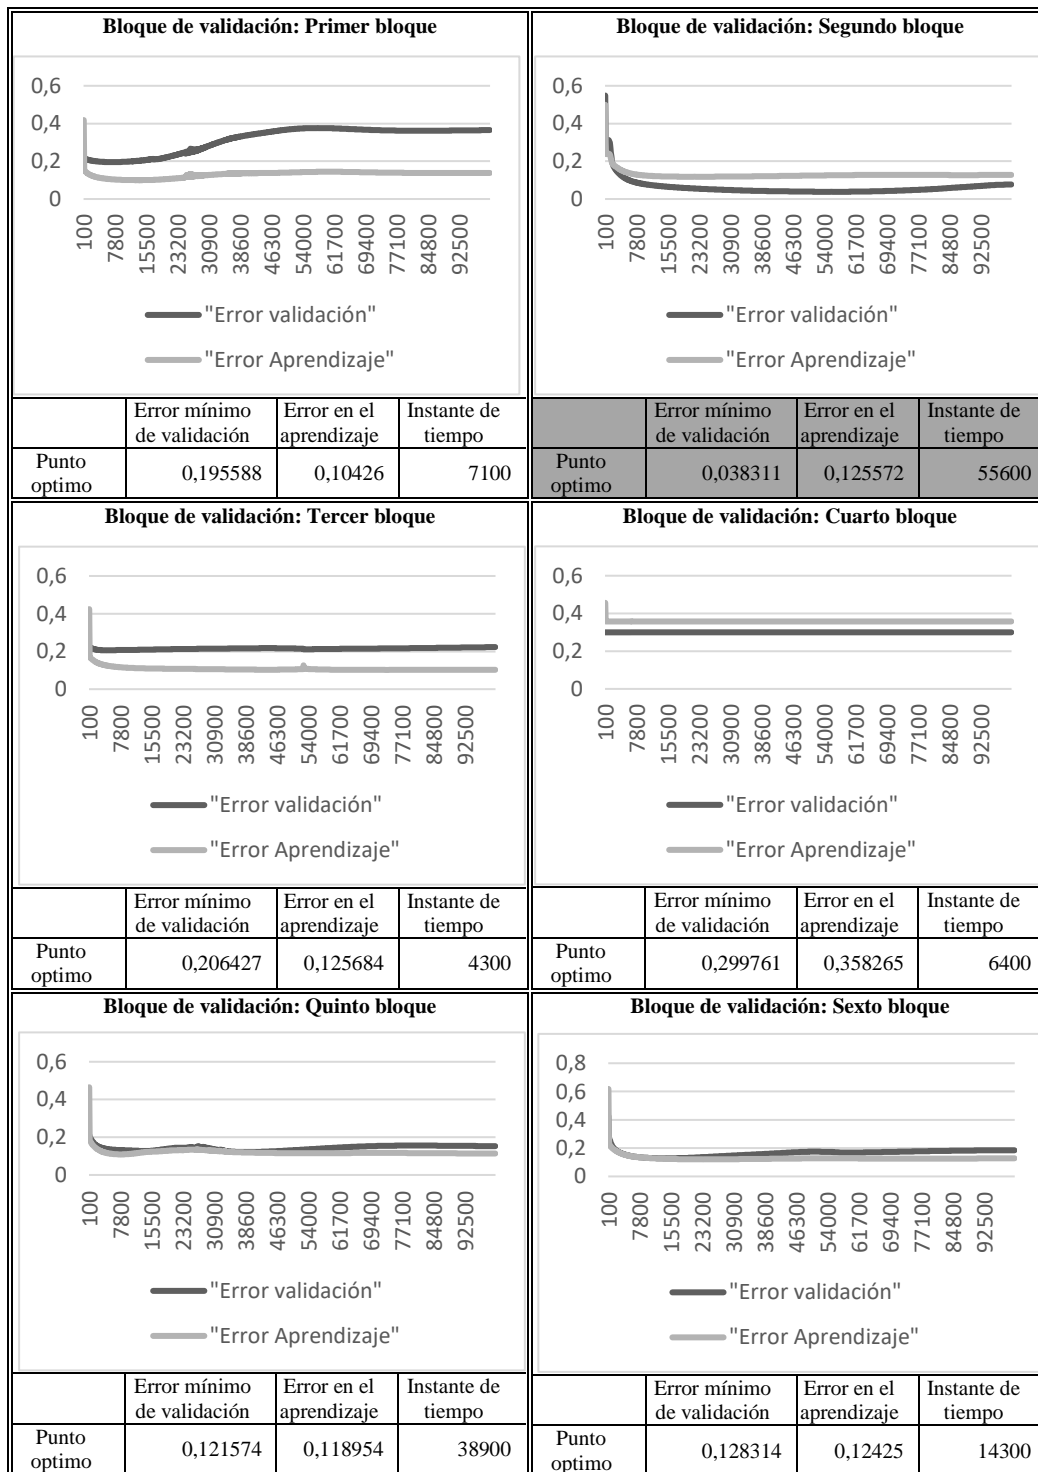 Bloque de validación: Primer bloque
0,6
0,4
0,2
0
100
7800
15500
23200
30900
38600
46300
54000
61700
69400
77100
84800
92500
"Error validación"
"Error Aprendizaje"
Error mínimo de validación
Error en el aprendizaje
Instante de tiempo
Punto optimo
0,195588
0,10426
7100
Bloque de validación: Segundo bloque
0,6
0,4
0,2
0
100
7800
15500
23200
30900
38600
46300
54000
61700
69400
77100
84800
92500
"Error validación"
"Error Aprendizaje"
Error mínimo de validación
Error en el aprendizaje
Instante de tiempo
Punto optimo
0,038311
0,125572
55600
Bloque de validación: Tercer bloque
0,6
0,4
0,2
0
100
7800
15500
23200
30900
38600
46300
54000
61700
69400
77100
84800
92500
"Error validación"
"Error Aprendizaje"
Error mínimo de validación
Error en el aprendizaje
Instante de tiempo
Punto optimo
0,206427
0,125684
4300
Bloque de validación: Cuarto bloque
0,6
0,4
0,2
0
100
7800
15500
23200
30900
38600
46300
54000
61700
69400
77100
84800
92500
"Error validación"
"Error Aprendizaje"
Error mínimo de validación
Error en el aprendizaje
Instante de tiempo
Punto optimo
0,299761
0,358265
6400
Bloque de validación: Quinto bloque
0,6
0,4
0,2
0
100
7800
15500
23200
30900
38600
46300
54000
61700
69400
77100
84800
92500
"Error validación"
"Error Aprendizaje"
Error mínimo de validación
Error en el aprendizaje
Instante de tiempo
Punto optimo
0,121574
0,118954
38900
Bloque de validación: Sexto bloque
0,8
0,6
0,4
0,2
0
100
7800
15500
23200
30900
38600
46300
54000
61700
69400
77100
84800
92500
"Error validación"
"Error Aprendizaje"
Error mínimo de validación
Error en el aprendizaje
Instante de tiempo
Punto optimo
0,128314
0,12425
14300